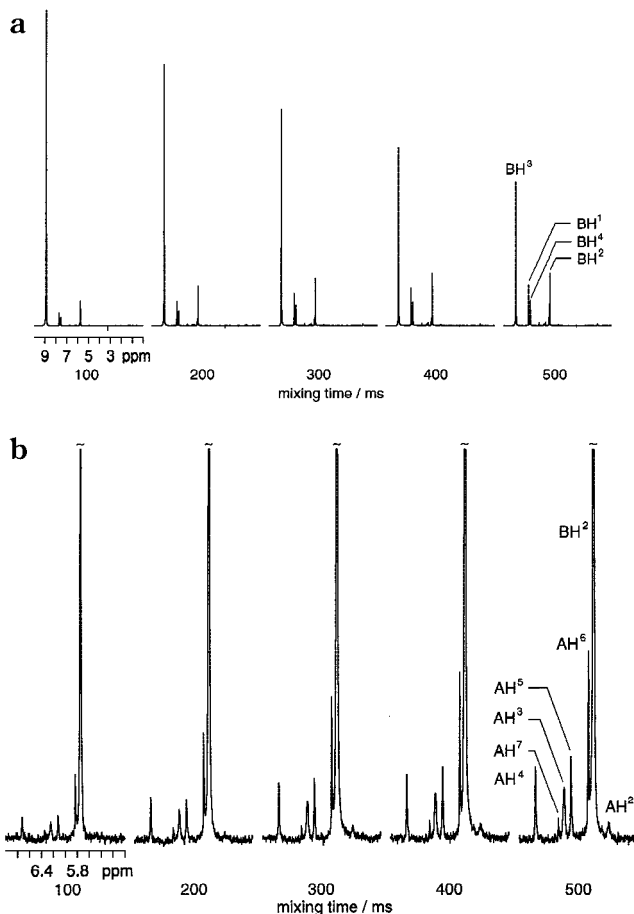 a
BH³
BH¹
BH⁴
BH²
9 7 5 3 ppm
100 200 300 400 500
mixing time / ms
b
~ ~ ~ ~ ~
BH²
AH⁶
AH⁵
AH³
AH⁷
AH⁴
AH²
6.4 5.8 ppm
100 200 300 400 500
mixing time / ms